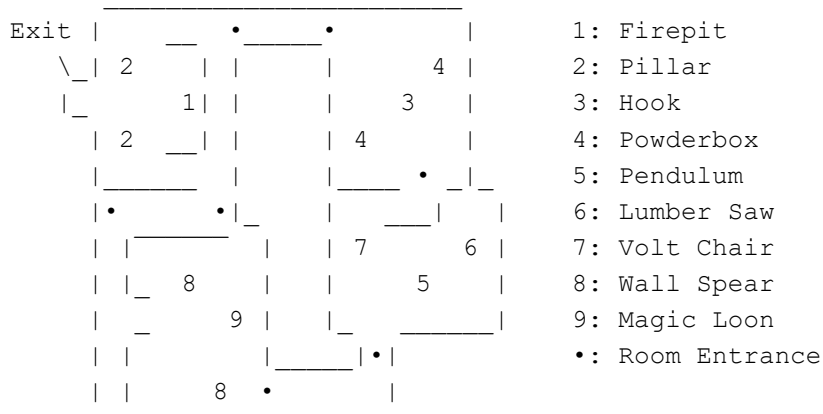 Exit 1: Firepit
2 4 2: Pillar
1 3 3: Hook
2 4 4: Powderbox
5: Pendulum
6: Lumber Saw
7 6 7: Volt Chair
8 5 8: Wall Spear
9 9: Magic Loon
•: Room Entrance
8